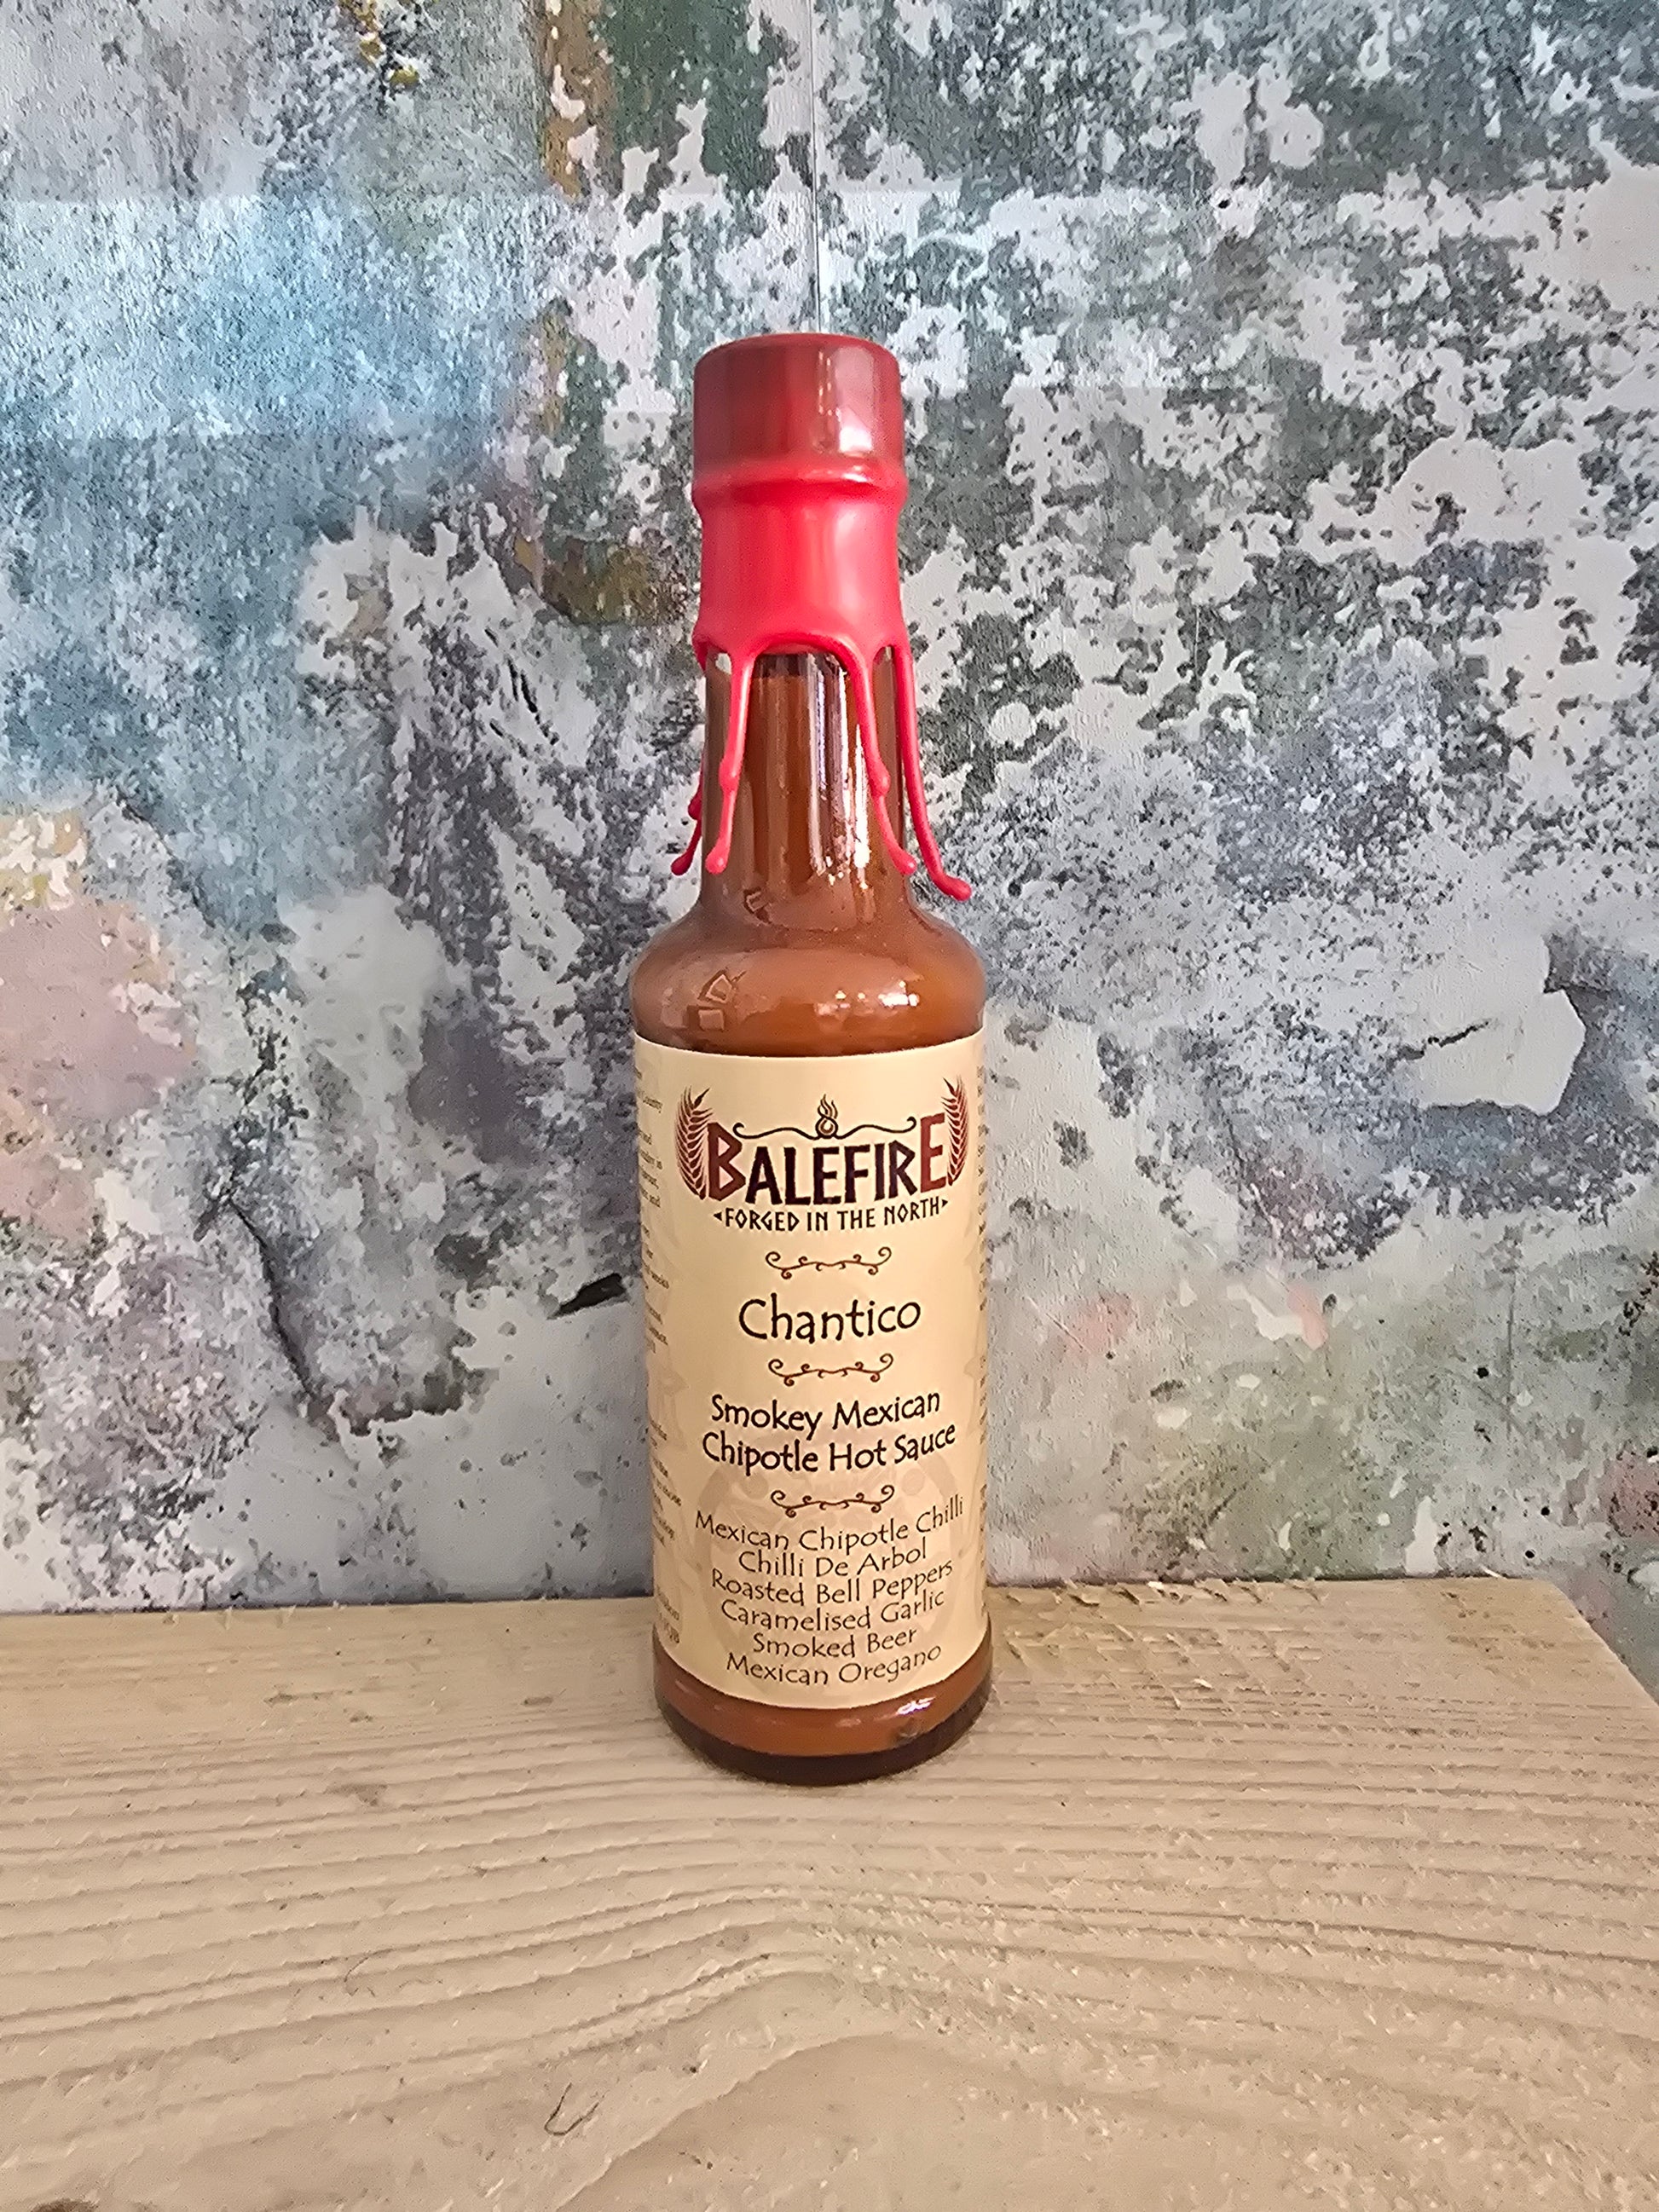 BALEFIRE
FORGED IN THE NORTH
Chantico
Smokey Mexican
Chipotle Hot Sauce
Mexican Chipotle Chilli
Chilli De Arbol
Roasted Bell Peppers
Caramelised Garlic
Smoked Beer
Mexican Oregano